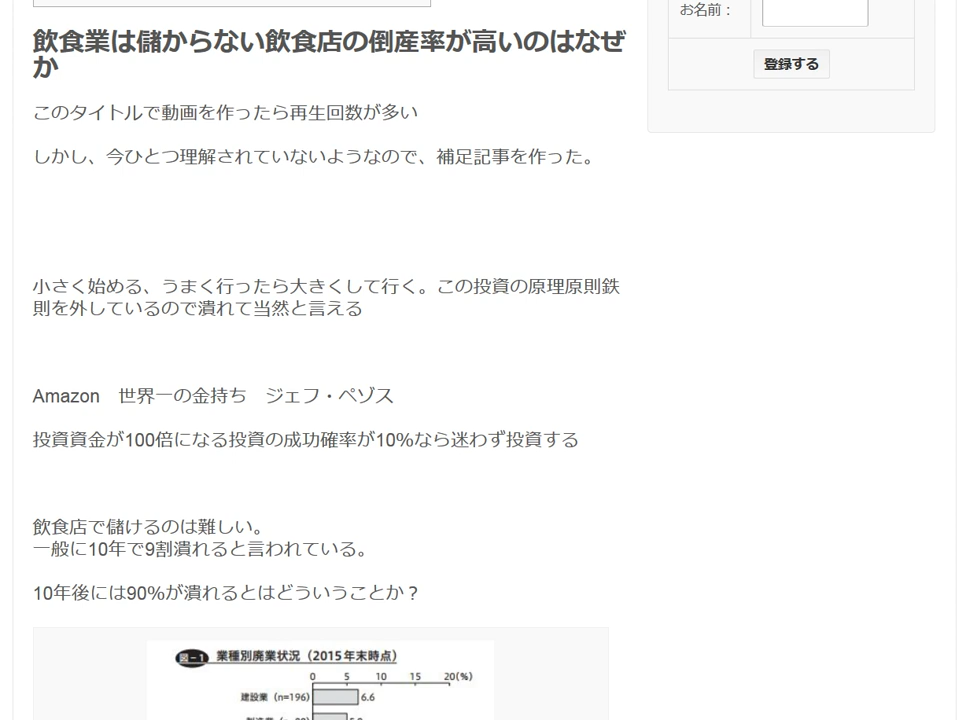 飲食業は儲からない飲食店の倒産率が高いのはなぜ
か
このタイトルで動画を作ったら再生回数が多い
しかし、今ひとつ理解されていないようなので、補足記事を作った。
小さく始める、うまく行ったら大きくして行く。この投資の原理原則鉄
則を外しているので潰れて当然と言える
Amazon　世界一の金持ち　ジェフ・ベゾス
投資資金が100倍になる投資の成功確率が10%なら迷わず投資する
飲食店で儲けるのは難しい。
一般に10年で9割潰れると言われている。
10年後には90%が潰れるとはどういうことか？
図-1 業種別廃業状況（2015年末時点）
0 5 10 15 20(%)
建設業（n=196） 6.6
お名前：
登録する